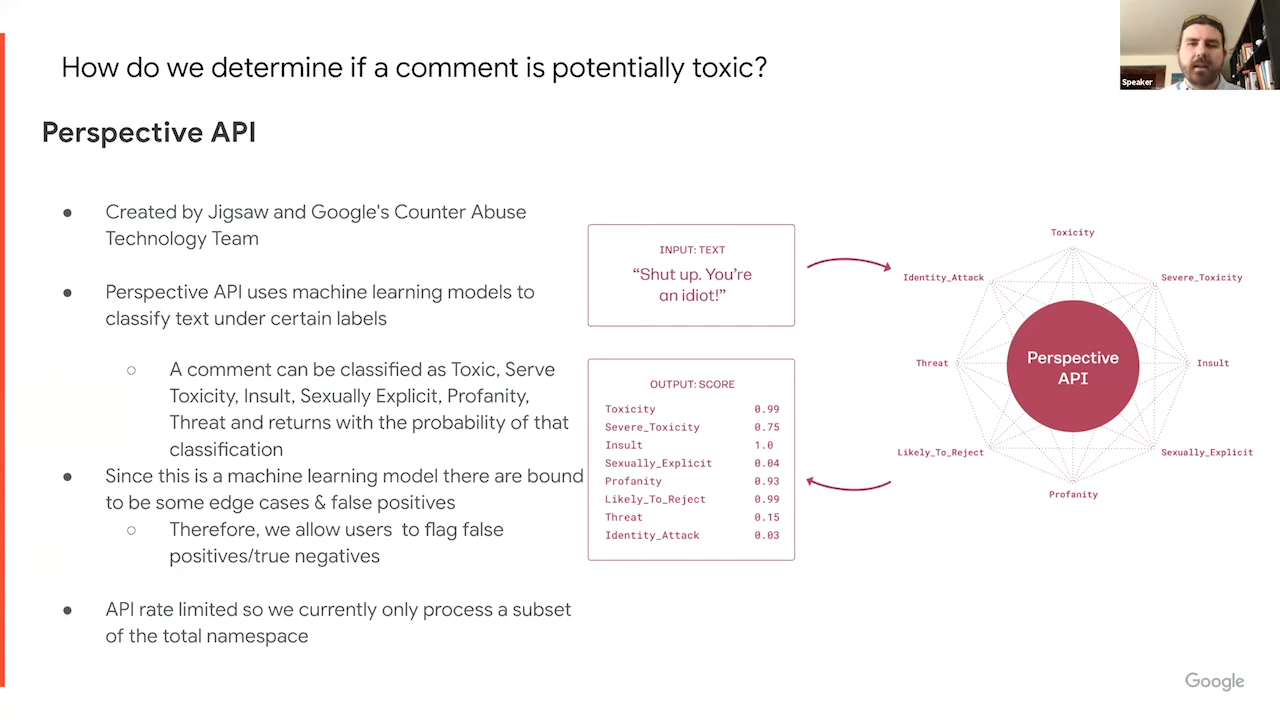 How do we determine if a comment is potentially toxic?
Speaker
Perspective API
● Created by Jigsaw and Google's Counter Abuse
Technology Team
● Perspective API uses machine learning models to
classify text under certain labels
○ A comment can be classified as Toxic, Serve
Toxicity, Insult, Sexually Explicit, Profanity,
Threat and returns with the probability of that
classification
● Since this is a machine learning model there are bound
to be some edge cases & false positives
○ Therefore, we allow users to flag false
positives/true negatives
● API rate limited so we currently only process a subset
of the total namespace
INPUT: TEXT
“Shut up. You’re
an idiot!”
OUTPUT: SCORE
Toxicity 0.99
Severe_Toxicity 0.75
Insult 1.0
Sexually_Explicit 0.04
Profanity 0.93
Likely_To_Reject 0.99
Threat 0.15
Identity_Attack 0.03
Toxicity
Identity_Attack
Severe_Toxicity
Threat
Perspective
API
Insult
Likely_To_Reject
Sexually_Explicit
Profanity
Google